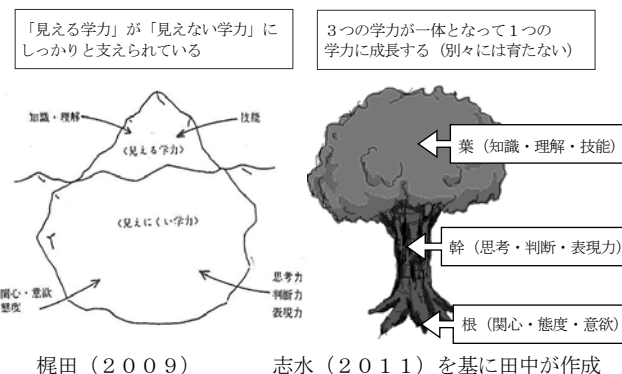 「見える学力」が「見えない学力」に
しっかりと支えられている
3つの学力が一体となって1つの
学力に成長する（別々には育たない）
知識・理解
技能
〈見える学力〉
〈見えにくい学力〉
関心・意欲
態度
思考力
判断力
表現力
葉（知識・理解・技能）
幹（思考・判断・表現力）
根（関心・態度・意欲）
梶田（２００９）
志水（２０１１）を基に田中が作成